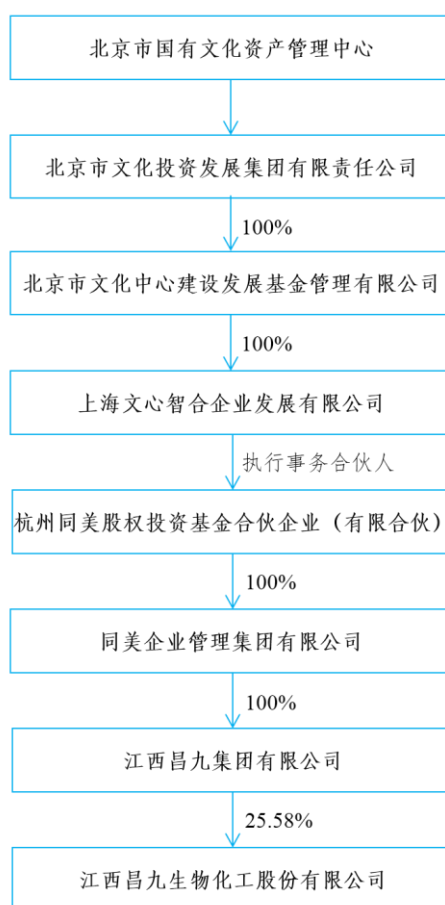 北京市国有文化资产管理中心
北京市文化投资发展集团有限责任公司
100%
北京市文化中心建设发展基金管理有限公司
100%
上海文心智合企业发展有限公司
执行事务合伙人
杭州同美股权投资基金合伙企业（有限合伙）
100%
同美企业管理集团有限公司
100%
江西昌九集团有限公司
25.58%
江西昌九生物化工股份有限公司